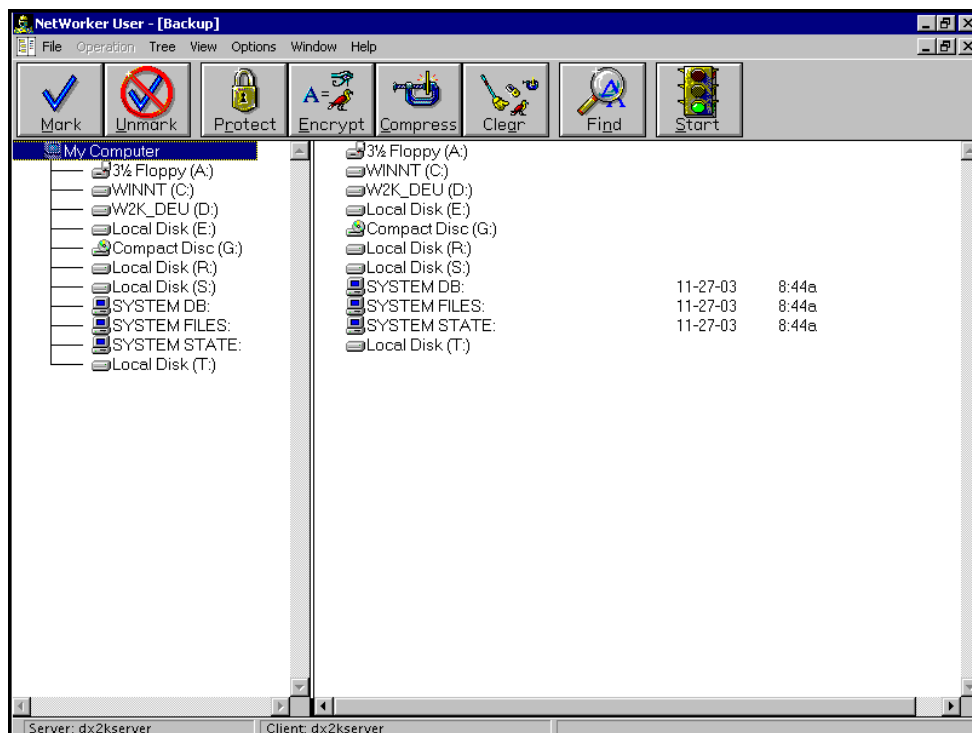 NetWorker User - [Backup]
File Operation Tree View Options Window Help
Mark Unmark Protect Encrypt Compress Clear Find Start
My Computer
3½ Floppy (A:)
WINNT (C:)
W2K_DEU (D:)
Local Disk (E:)
Compact Disc (G:)
Local Disk (R:)
Local Disk (S:)
SYSTEM DB:
SYSTEM FILES:
SYSTEM STATE:
Local Disk (T:)
3½ Floppy (A:)
WINNT (C:)
W2K_DEU (D:)
Local Disk (E:)
Compact Disc (G:)
Local Disk (R:)
Local Disk (S:)
SYSTEM DB: 11-27-03 8:44a
SYSTEM FILES: 11-27-03 8:44a
SYSTEM STATE: 11-27-03 8:44a
Local Disk (T:)
Server: dx2kserver Client: dx2kserver